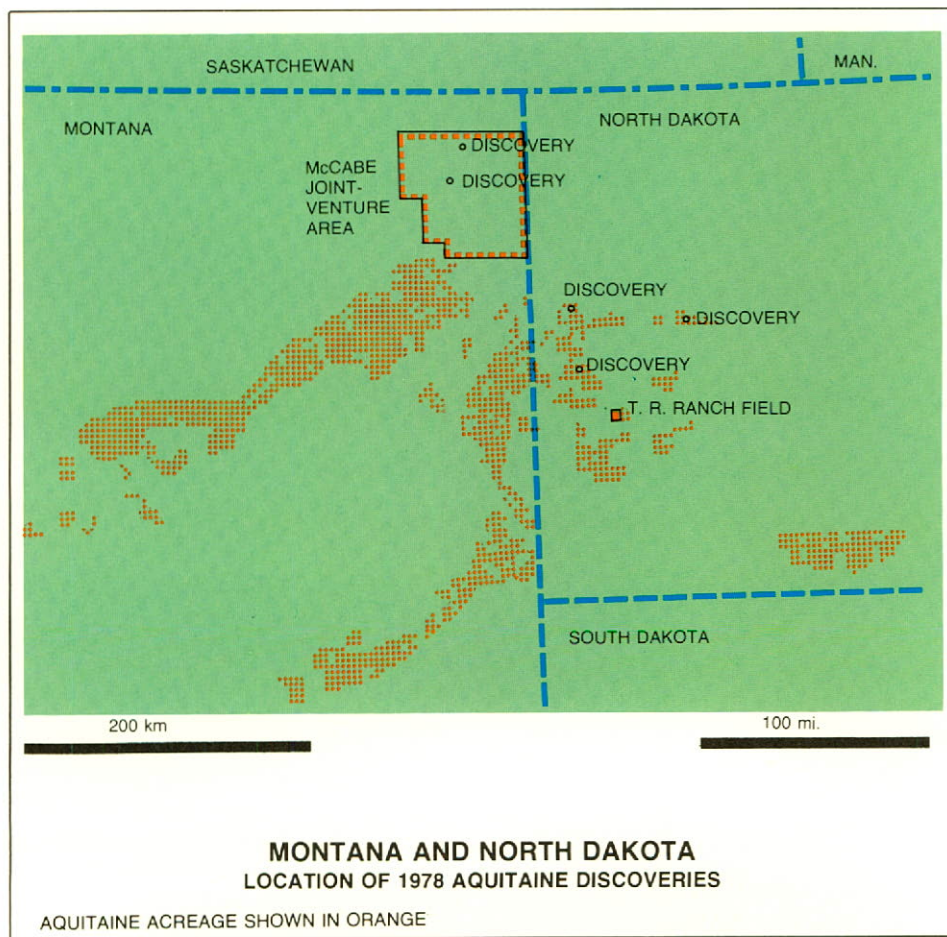 SASKATCHEWAN
MAN.
MONTANA
NORTH DAKOTA
DISCOVERY
McCABE
JOINT-
VENTURE
AREA
DISCOVERY
DISCOVERY
DISCOVERY
DISCOVERY
T. R. RANCH FIELD
SOUTH DAKOTA
200 km
100 mi.
MONTANA AND NORTH DAKOTA
LOCATION OF 1978 AQUITAINE DISCOVERIES
AQUITAINE ACREAGE SHOWN IN ORANGE